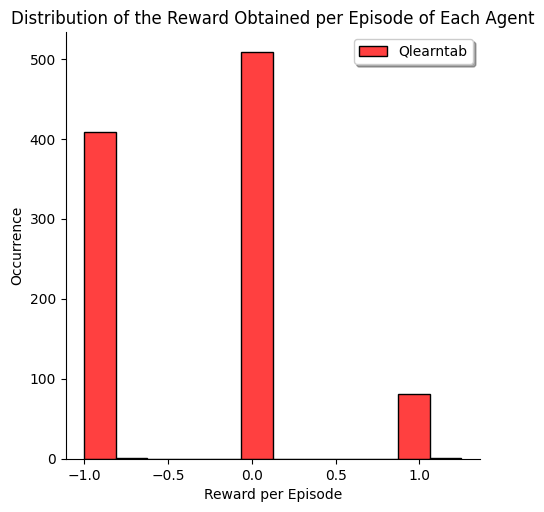 Distribution of the Reward Obtained per Episode of Each Agent
Qlearntab
500
400
300
200
100
0
Occurrence
−1.0 −0.5 0.0 0.5 1.0
Reward per Episode